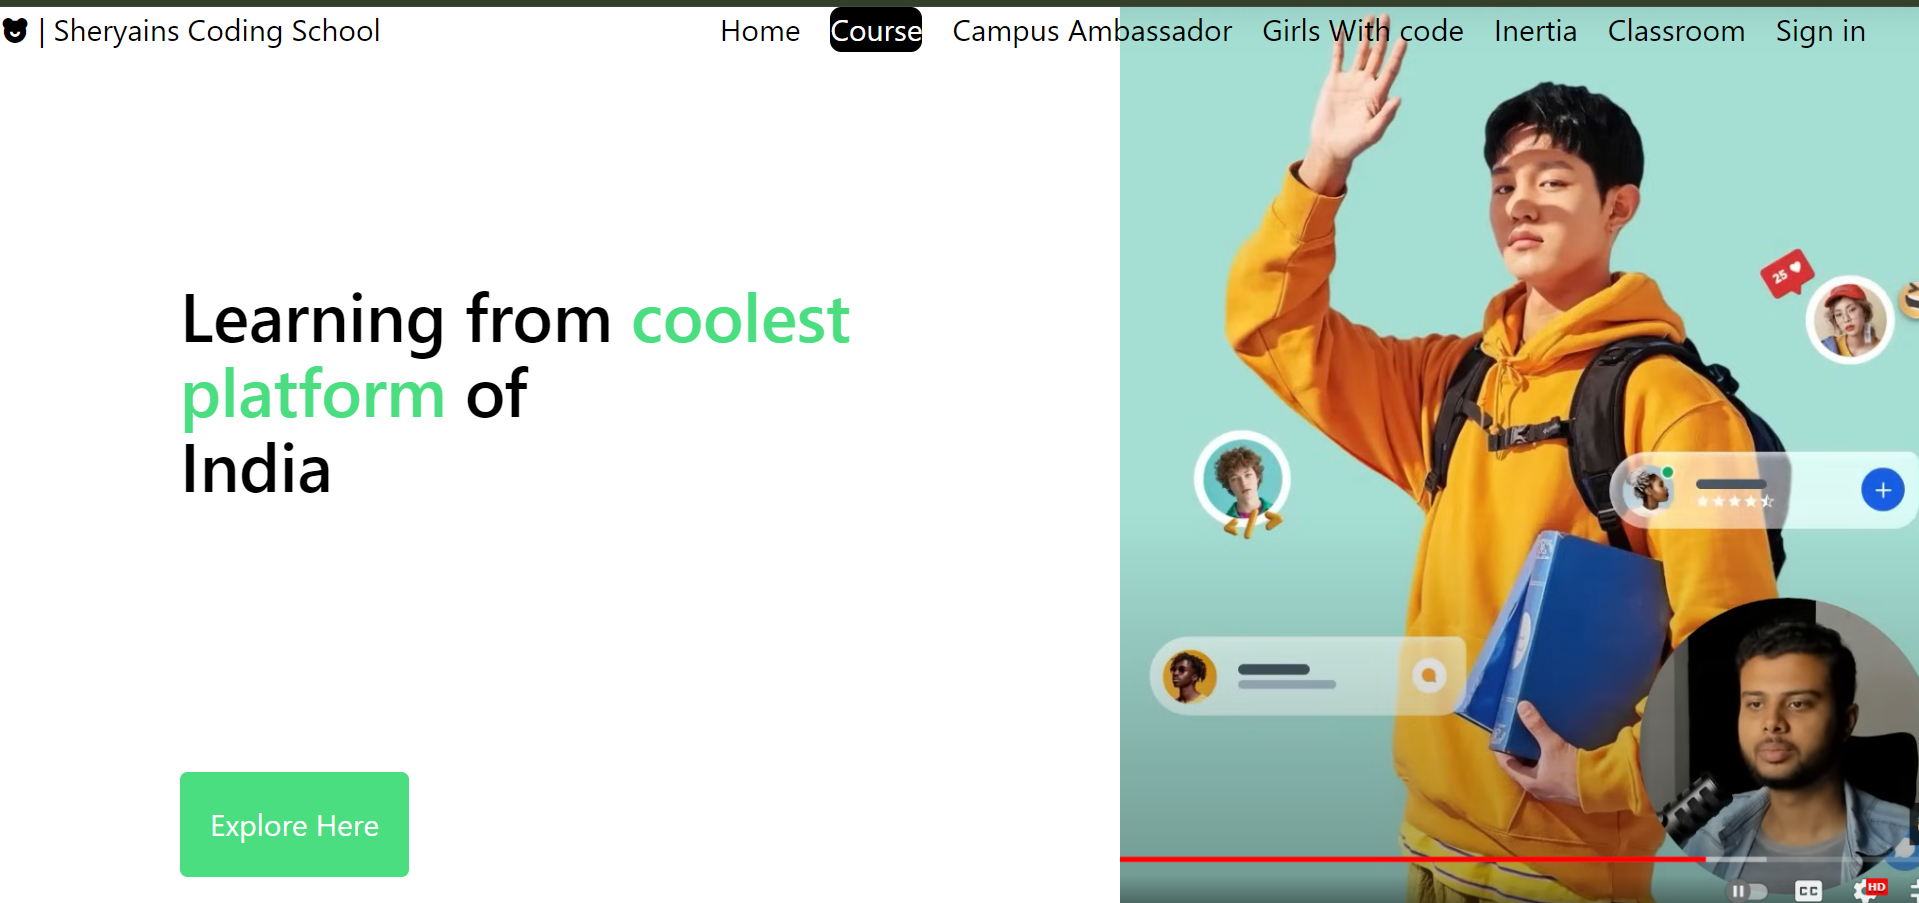 | Sheryains Coding School
Home Course Campus Ambassador Girls With code Inertia Classroom Sign in
Learning from coolest
platform of
India
Explore Here
25
</>
CC
HD